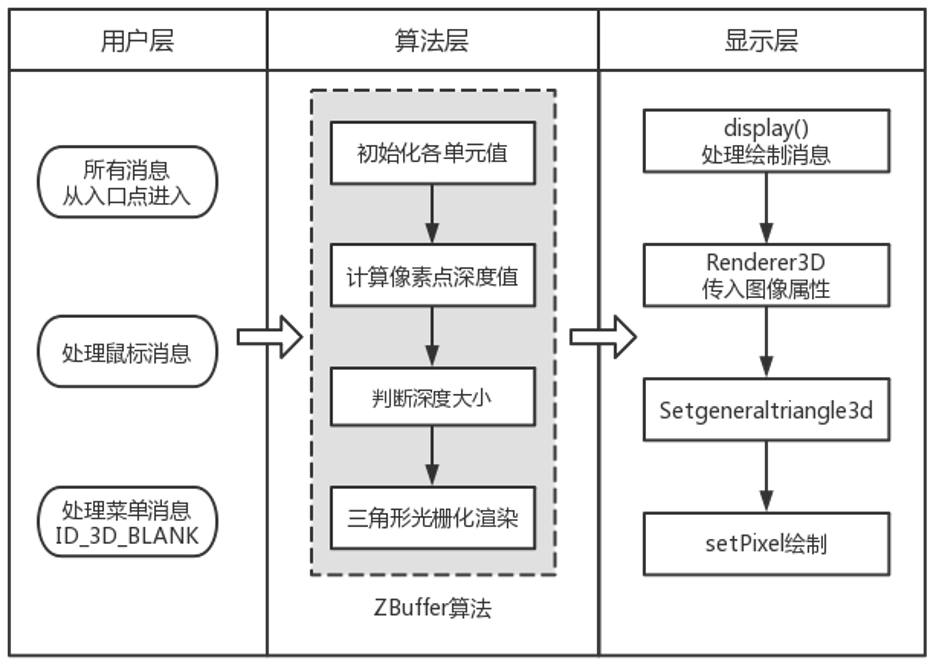 用户层
算法层
显示层
所有消息
从入口点进入
处理鼠标消息
处理菜单消息
ID_3D_BLANK
初始化各单元值
计算像素点深度值
判断深度大小
三角形光栅化渲染
ZBuffer算法
display()
处理绘制消息
Renderer3D
传入图像属性
Setgeneraltriangle3d
setPixel绘制